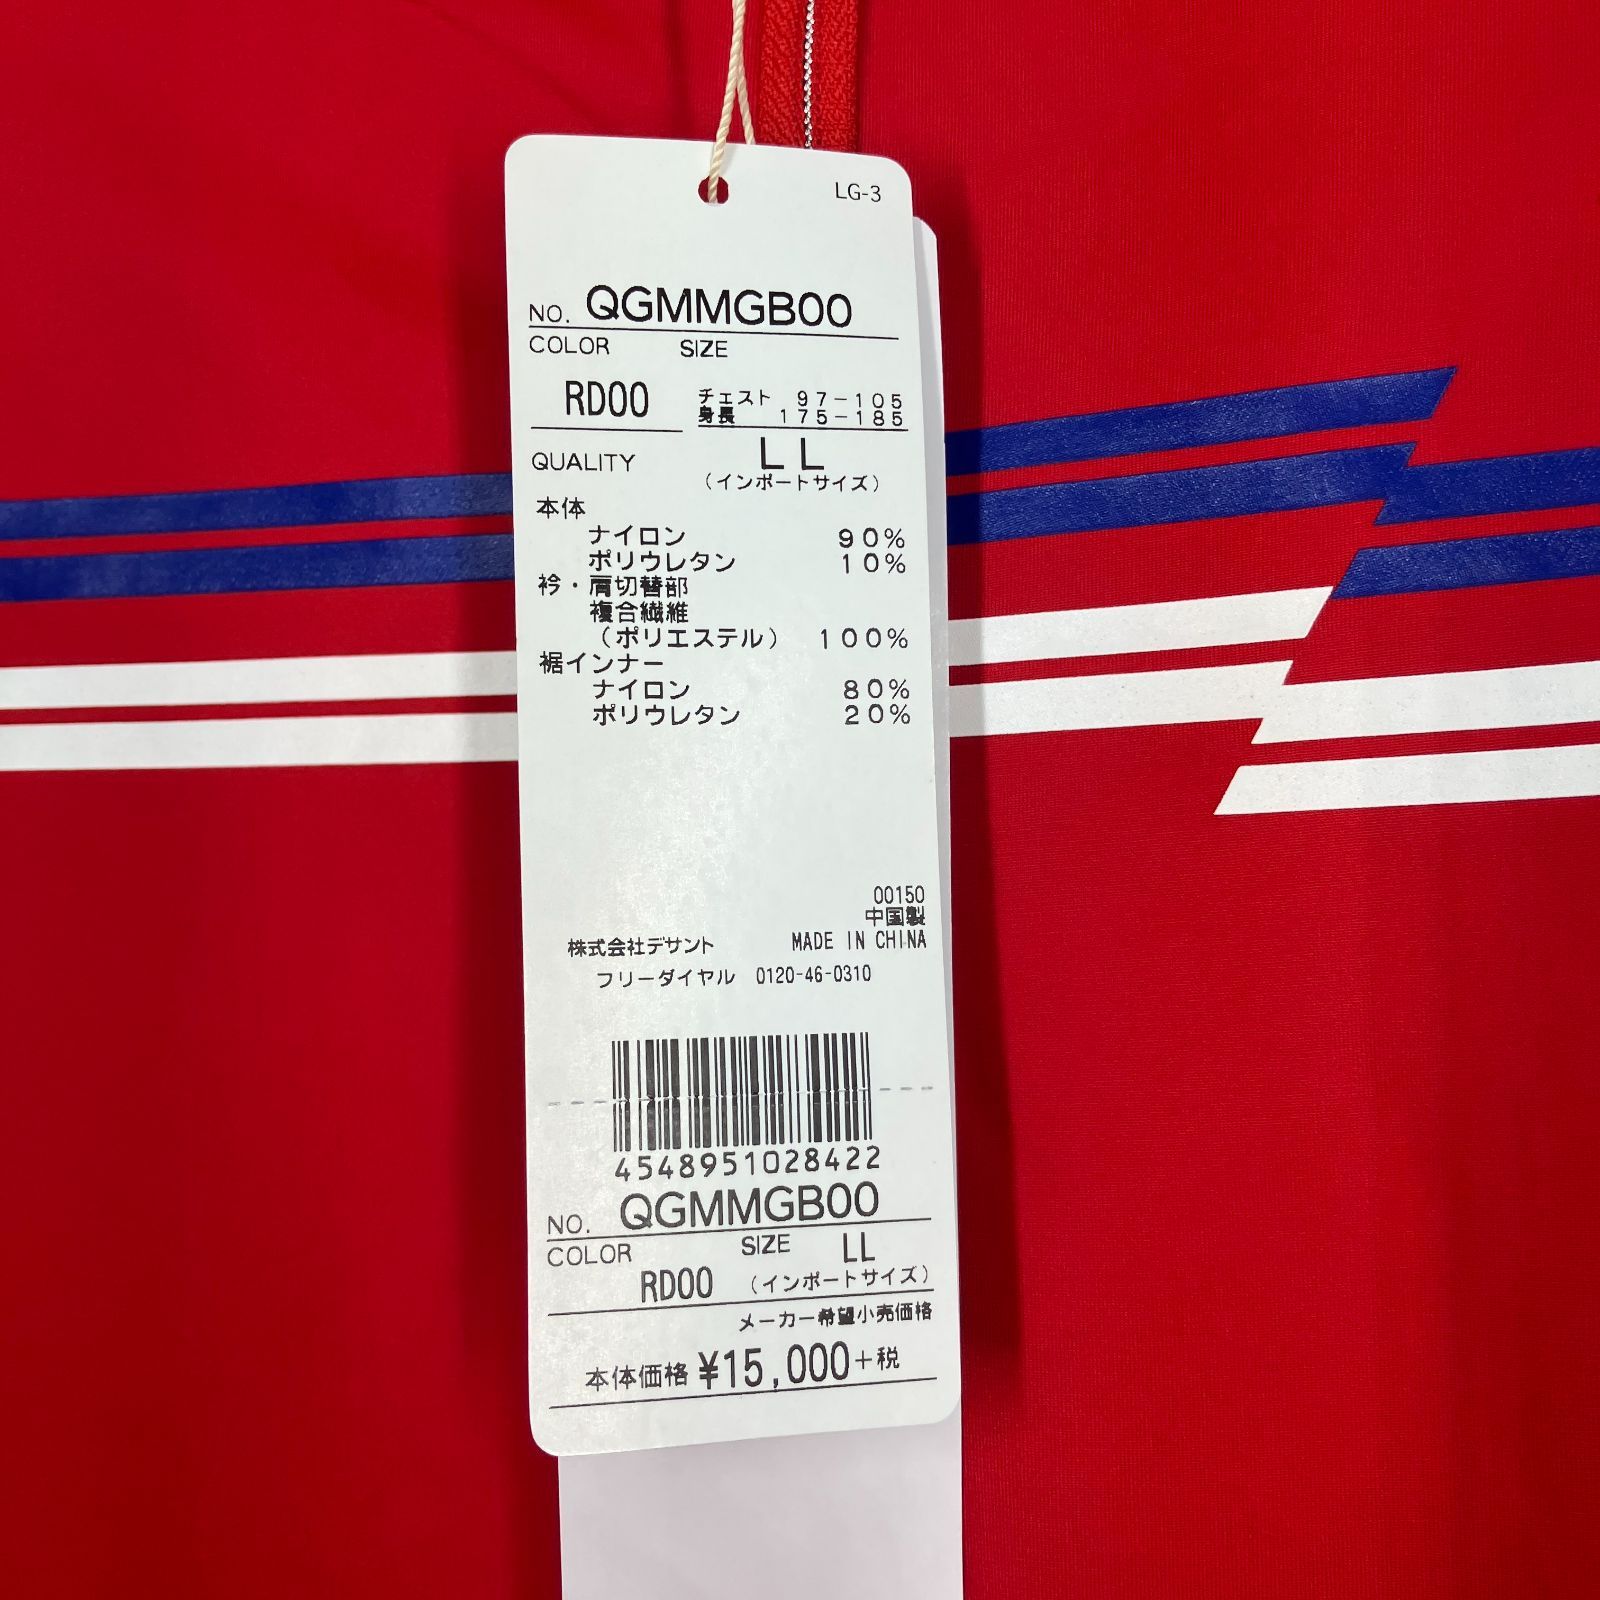 LG-3
NO. QGMMGB00
COLOR SIZE
RD00 チェスト 97-105
身長 175-185
QUALITY LL
(インポートサイズ)
本体
ナイロン 90%
ポリウレタン 10%
衿・肩切替部
複合繊維
(ポリエステル) 100%
裾インナー
ナイロン 80%
ポリウレタン 20%
00150
中国製
株式会社デサント MADE IN CHINA
フリーダイヤル 0120-46-0310
4548951028422
NO. QGMMGB00
COLOR SIZE LL
RD00 (インポートサイズ)
メーカー希望小売価格
本体価格 ¥15,000+税